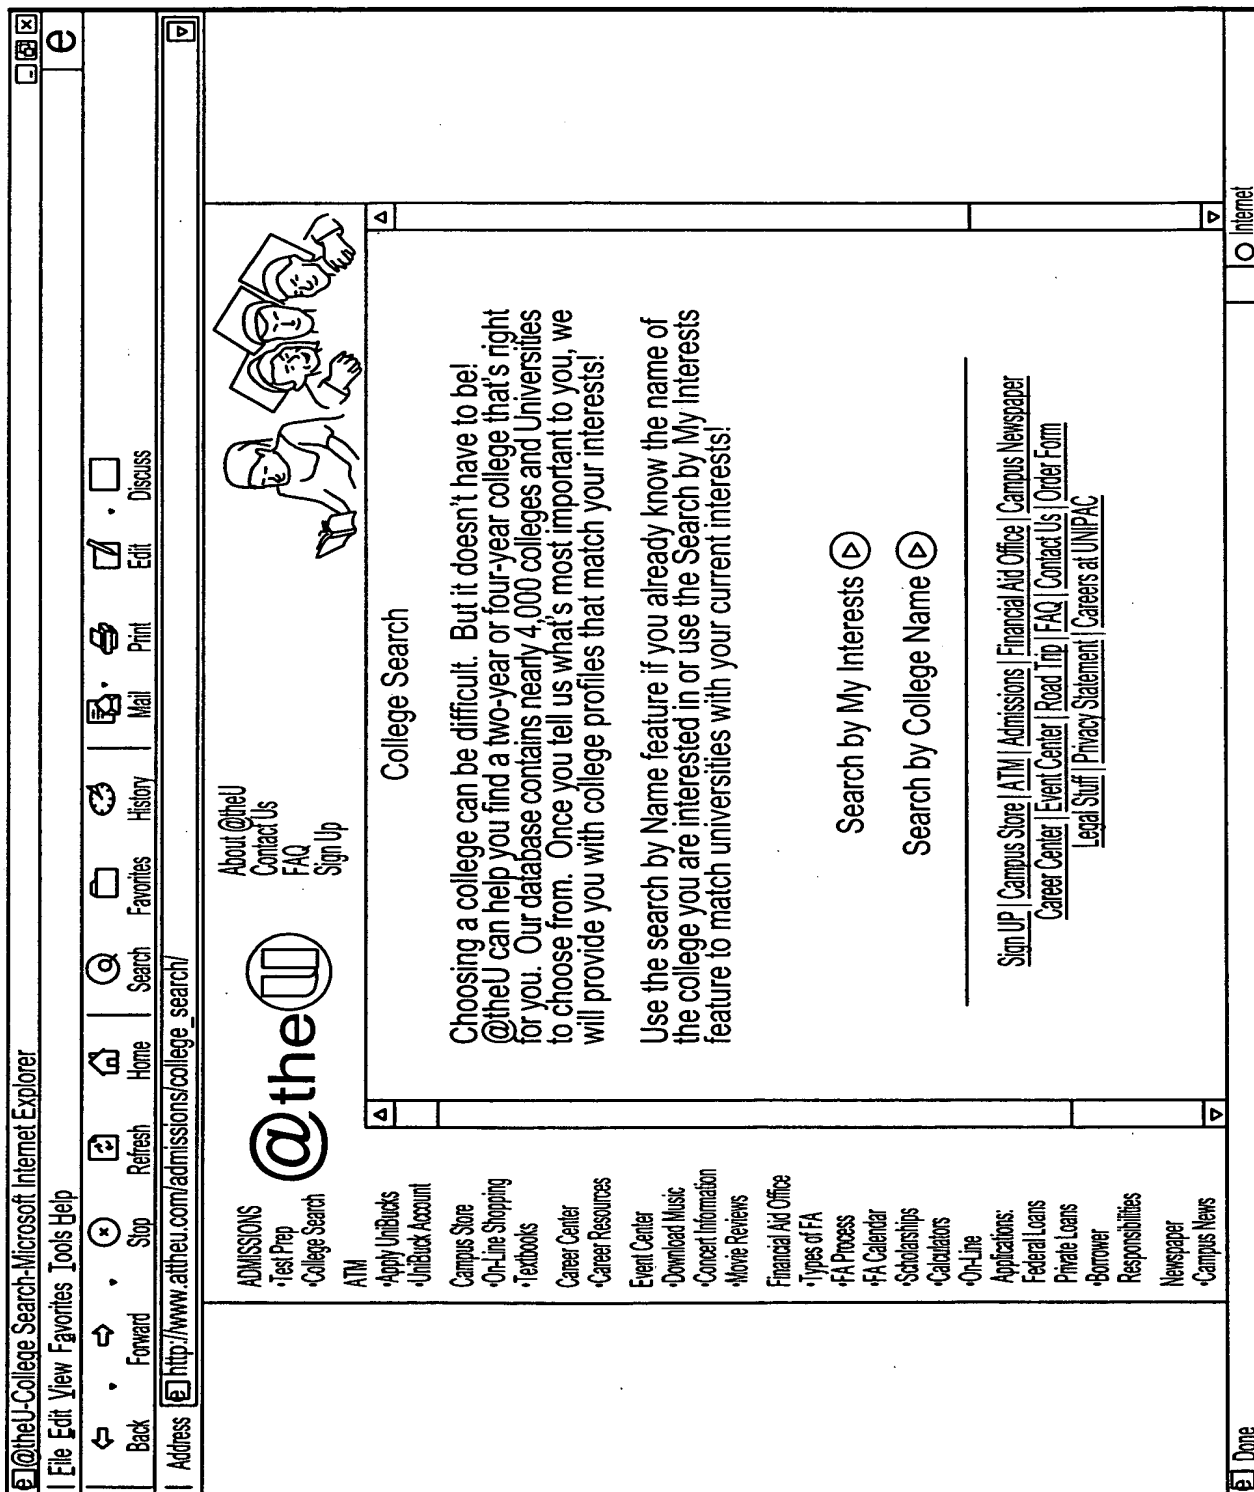 @theU-College Search-Microsoft Internet Explorer
File Edit View Favorites Tools Help
Back Forward Stop Refresh Home Search Favorites History Mail Print Edit Discuss
Address http://www.attheu.com/admissions/college_search/
@the U
About @theU
Contact Us
FAQ
Sign Up
ADMISSIONS
•Test Prep
•College Search
ATM
•Apply UniBucks
•UniBuck Account
Campus Store
•On-Line Shopping
•Textbooks
Career Center
•Career Resources
Event Center
•Download Music
•Concert Information
•Movie Reviews
Financial Aid Office
•Types of FA
•FA Process
•FA Calendar
•Scholarships
•Calculators
•On-Line
Applications:
Federal Loans
Private Loans
•Borrower
Responsibilities
Newspaper
•Campus News
College Search
Choosing a college can be difficult. But it doesn't have to be!
@theU can help you find a two-year or four-year college that's right
for you. Our database contains nearly 4,000 colleges and Universities
to choose from. Once you tell us what's most important to you, we
will provide you with college profiles that match your interests!
Use the search by Name feature if you already know the name of
the college you are interested in or use the Search by My Interests
feature to match universities with your current interests!
Search by My Interests
Search by College Name
Sign UP | Campus Store | ATM | Admissions | Financial Aid Office | Campus Newspaper
Career Center | Event Center | Road Trip | FAQ | Contact Us | Order Form
Legal Stuff | Privacy Statement | Careers at UNIPAC
Done
Internet